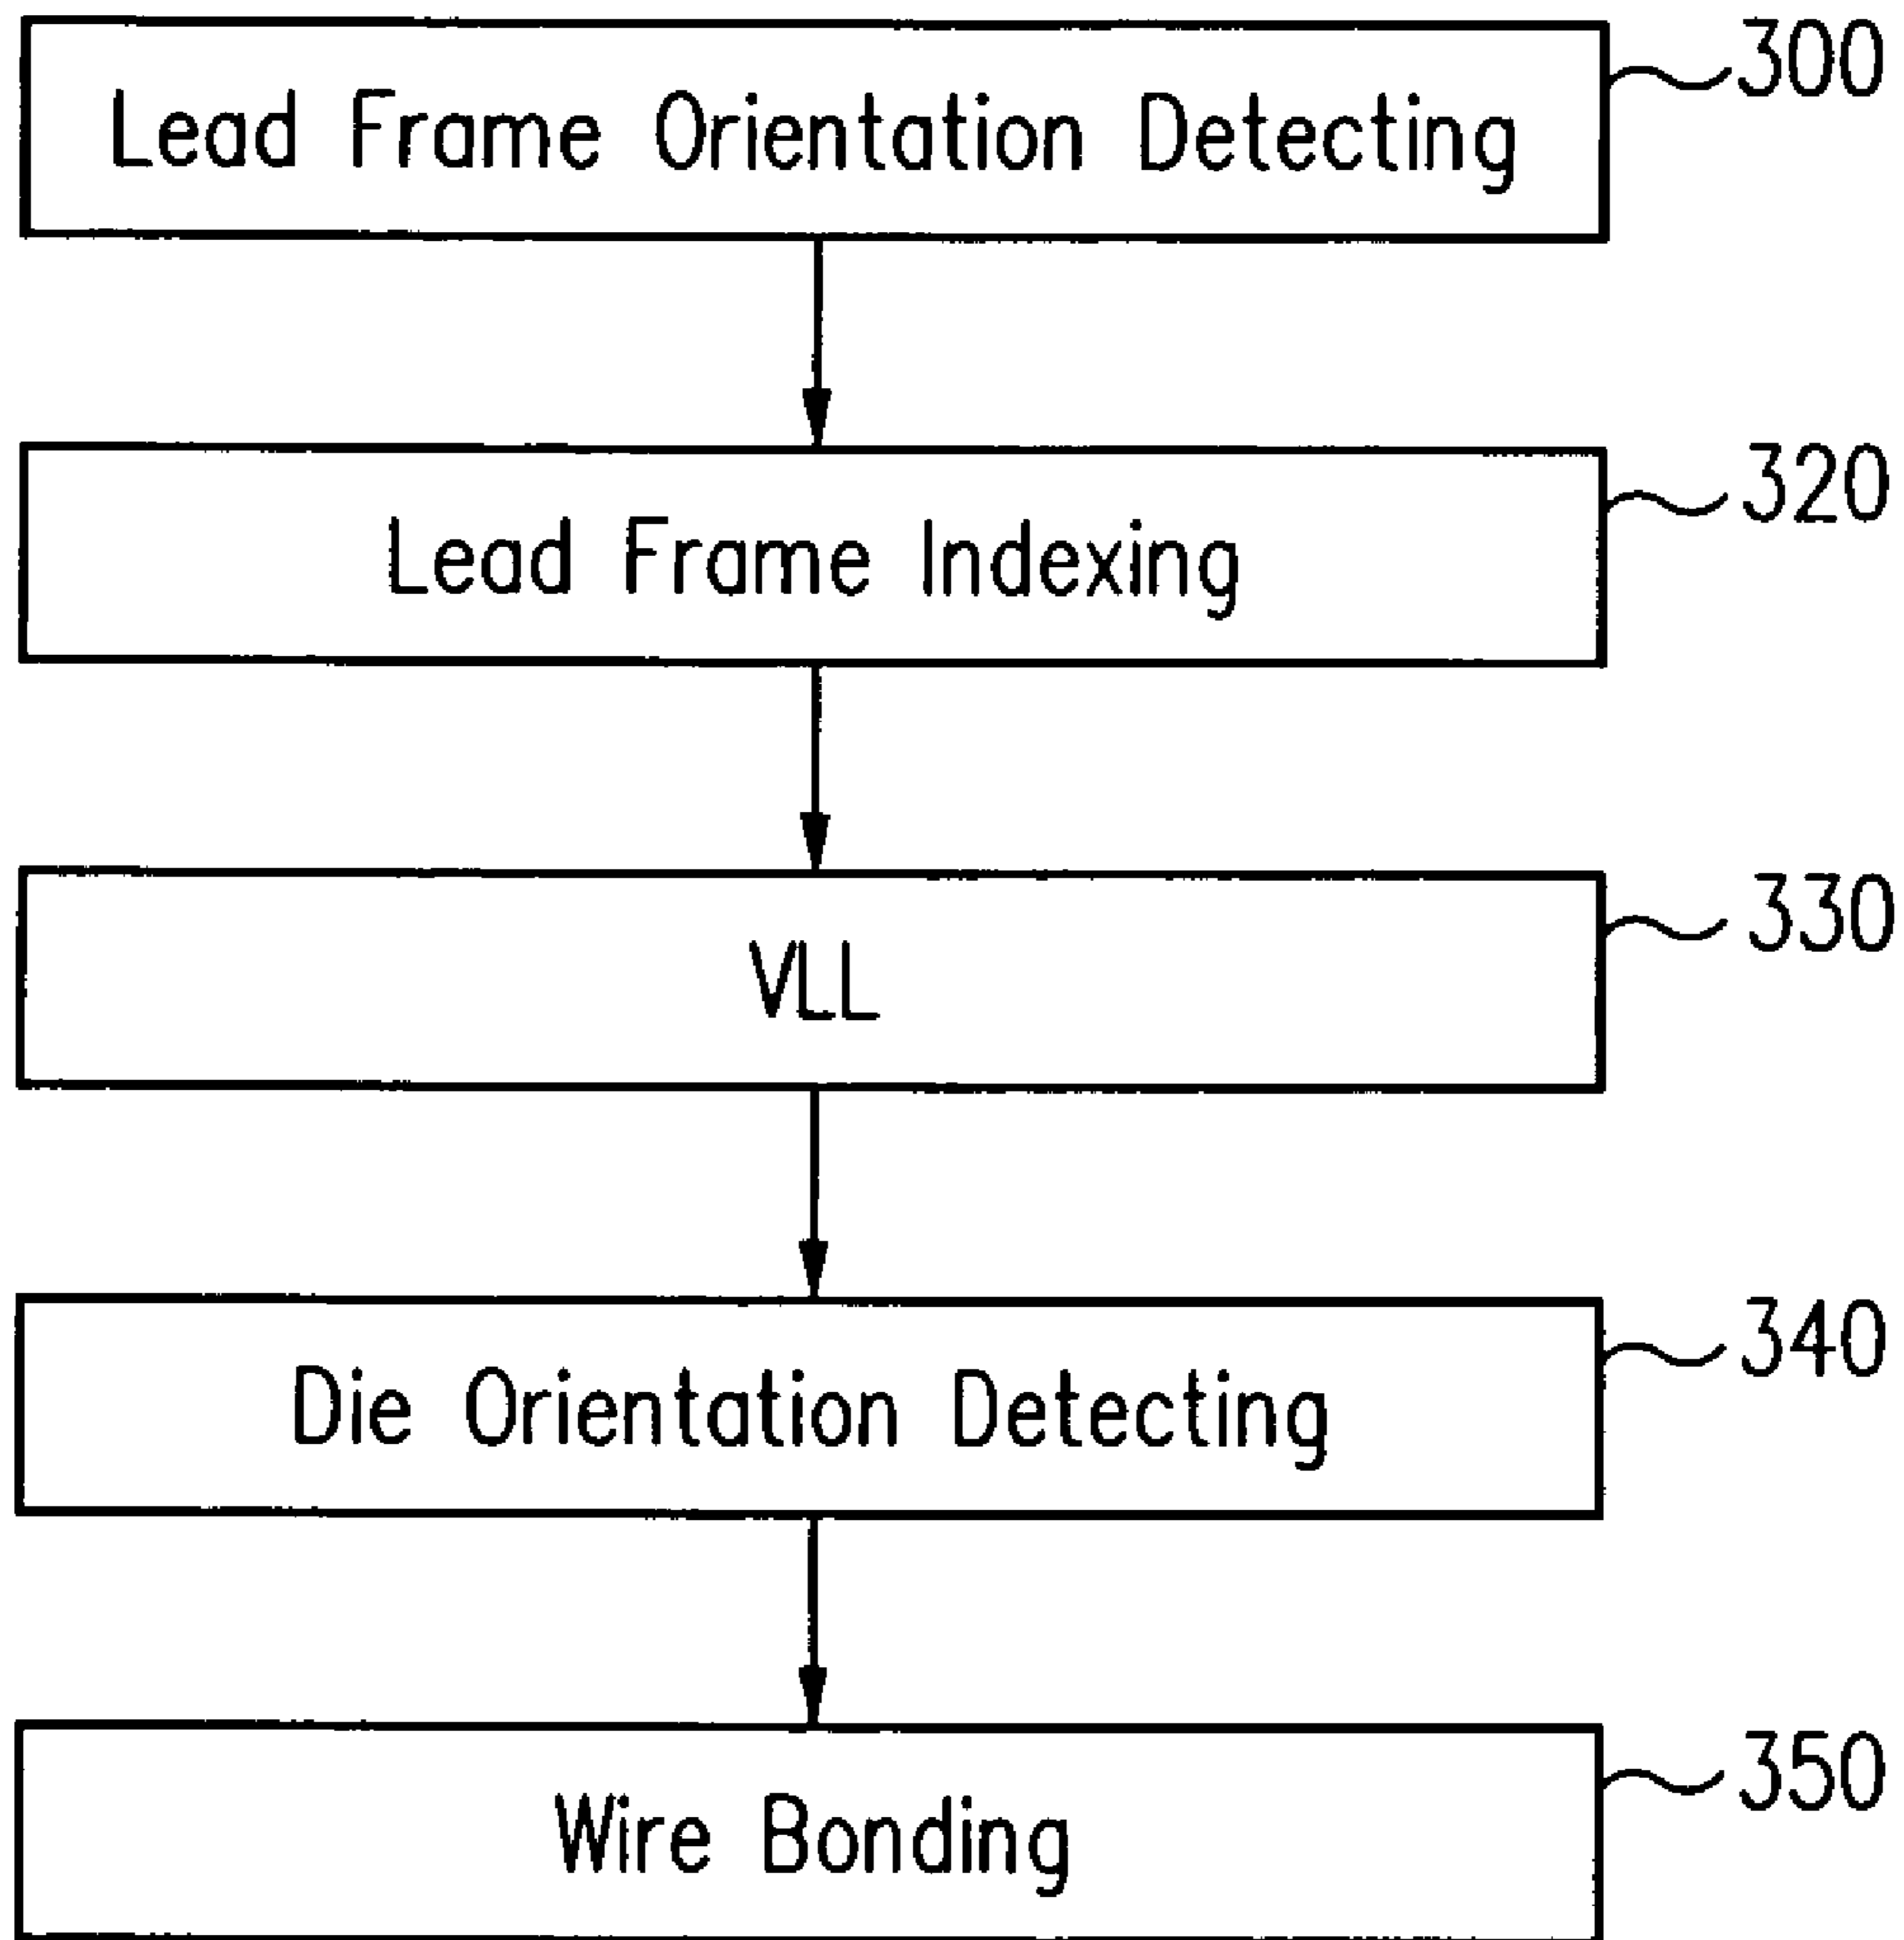 Lead Frame Orientation Detecting
300
Lead Frame Indexing
320
VLL
330
Die Orientation Detecting
340
Wire Bonding
350